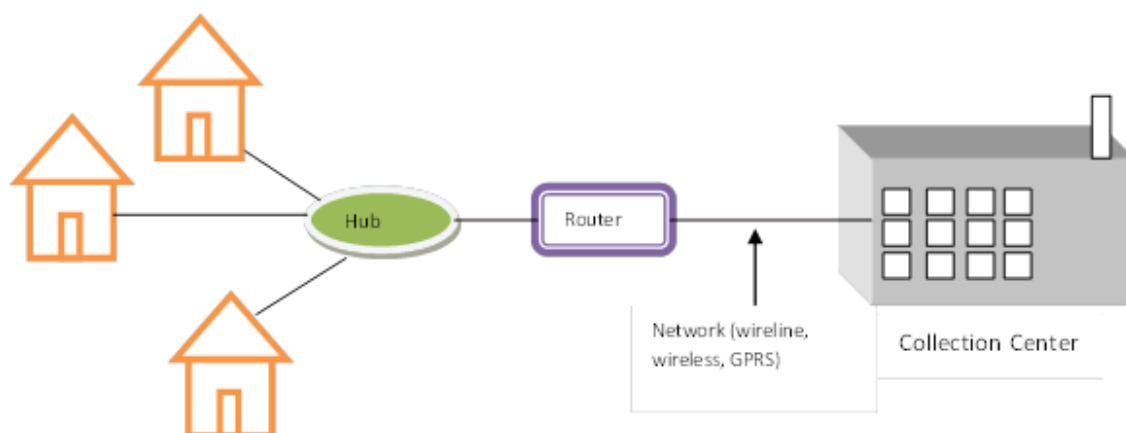 Hub
Router
Network (wireline,
wireless, GPRS)
Collection Center